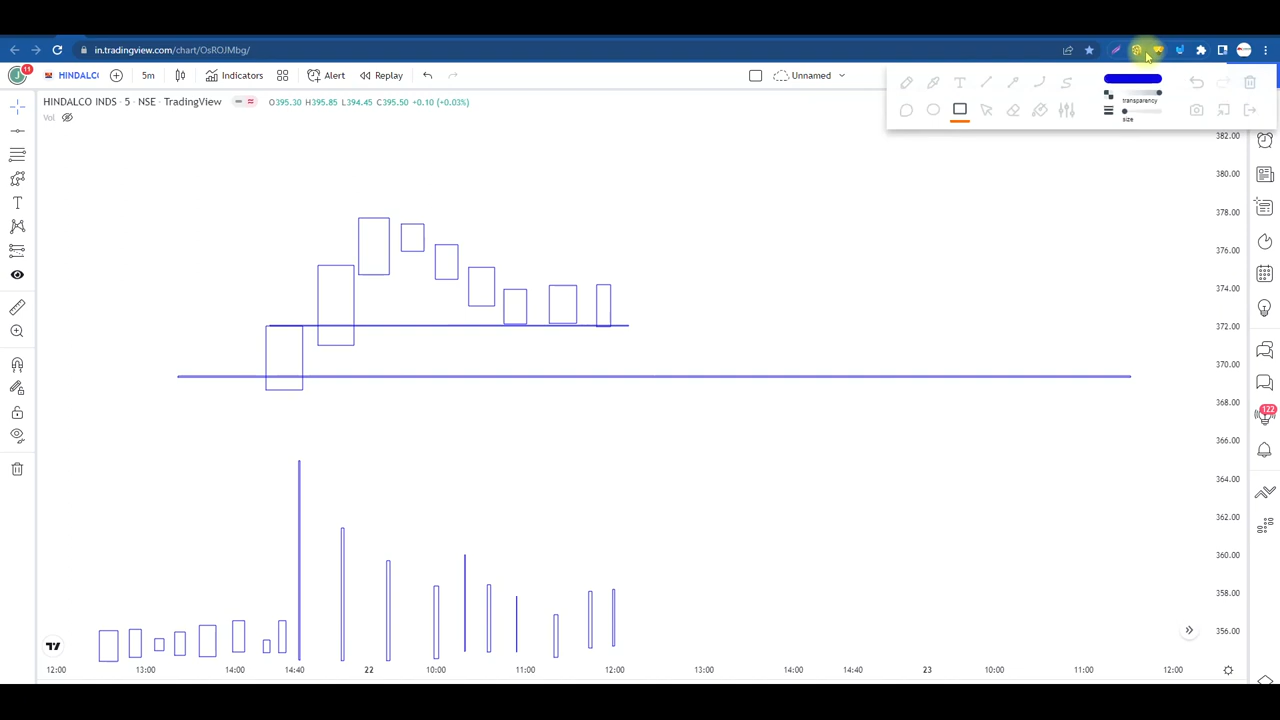 in.tradingview.com/chart/OsROJMbg/
11 HINDALCO 5m Indicators Alert Replay Unnamed
transparency
size
HINDALCO INDS · 5 · NSE · TradingView O395.30 H395.85 L394.45 C395.50 +0.10 (+0.03%)
Vol
382.00
380.00
378.00
376.00
374.00
372.00
370.00
368.00
366.00
364.00
362.00
360.00
358.00
356.00
122
12:00 13:00 14:00 14:40 22 10:00 11:00 12:00 13:00 14:00 14:40 23 10:00 11:00 12:00